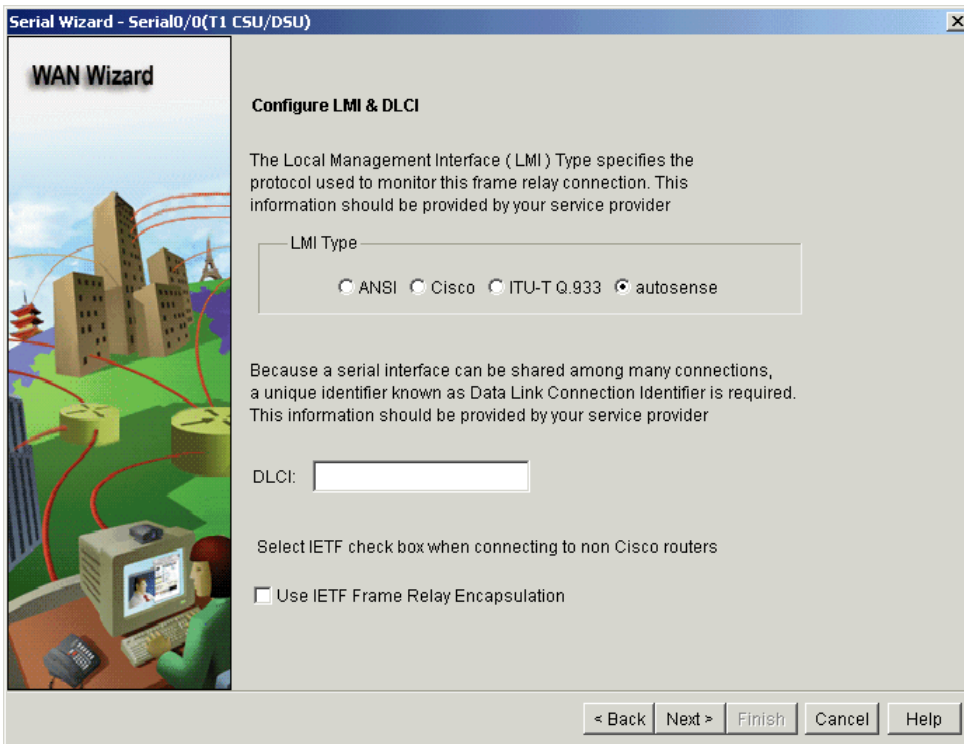 Serial Wizard - Serial0/0(T1 CSU/DSU)
WAN Wizard
Configure LMI & DLCI
The Local Management Interface ( LMI ) Type specifies the
protocol used to monitor this frame relay connection. This
information should be provided by your service provider
LMI Type
ANSI Cisco ITU-T Q.933 autosense
Because a serial interface can be shared among many connections,
a unique identifier known as Data Link Connection Identifier is required.
This information should be provided by your service provider
DLCI:
Select IETF check box when connecting to non Cisco routers
Use IETF Frame Relay Encapsulation
< Back Next > Finish Cancel Help